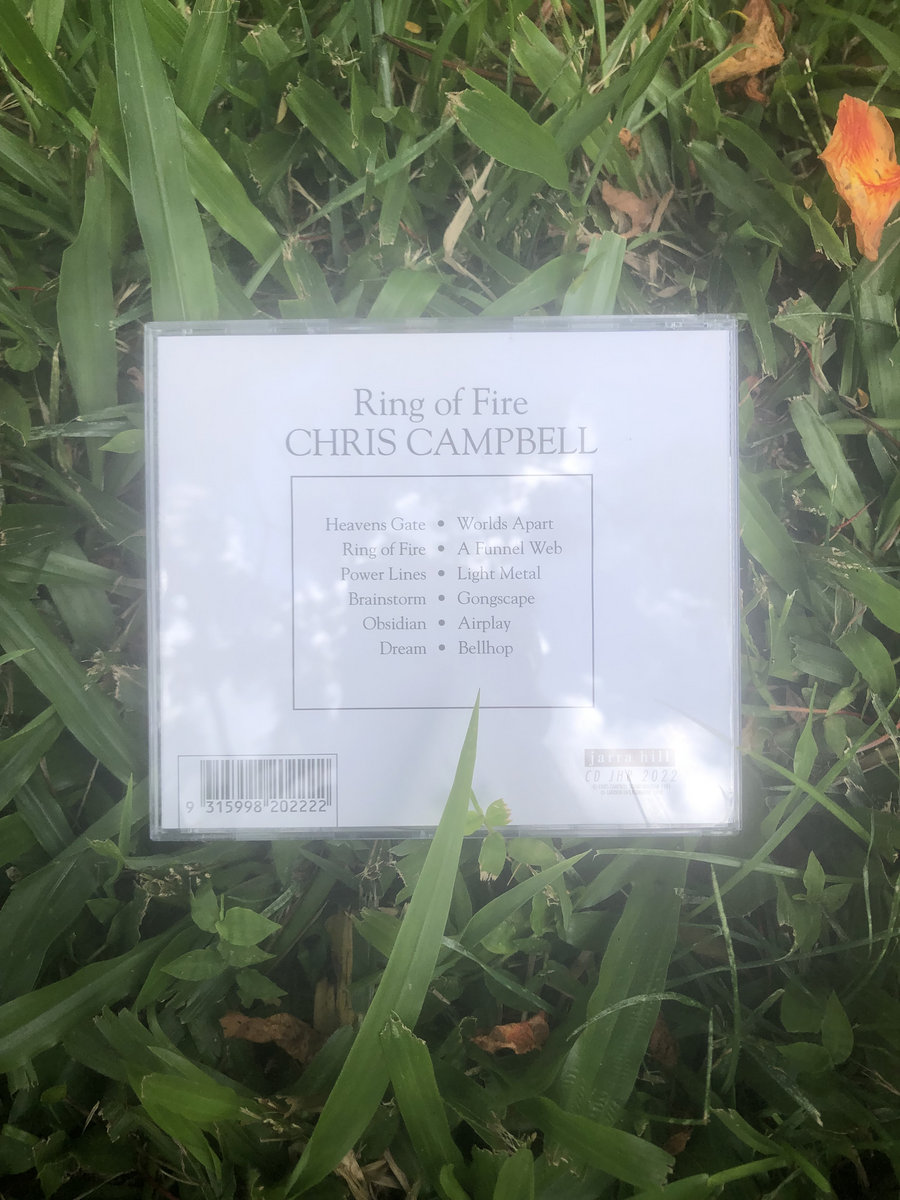 Ring of Fire
CHRIS CAMPBELL
Heavens Gate • Worlds Apart
Ring of Fire • A Funnel Web
Power Lines • Light Metal
Brainstorm • Gongscape
Obsidian • Airplay
Dream • Bellhop
9 315998 202222
jarra hill
CD JHR 2022